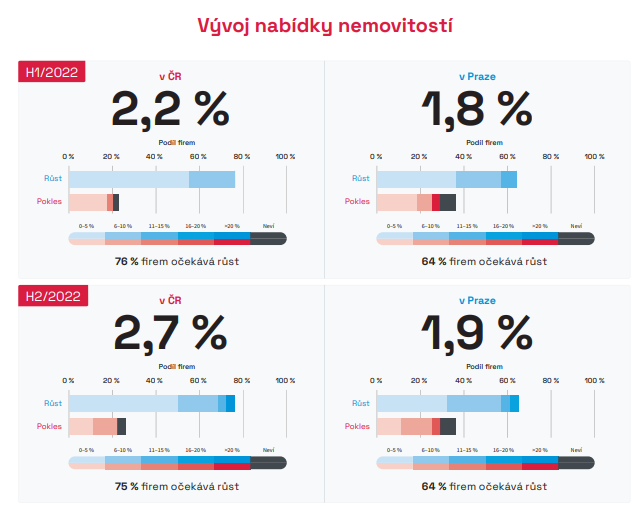 Vývoj nabídky nemovitostí
H1/2022
v ČR
2,2 %
Podíl firem
0 % 20 % 40 % 60 % 80 % 100 %
Růst
Pokles
0–5 % 6–10 % 11–15 % 16–20 % >20 % Neví
76 % firem očekává růst
v Praze
1,8 %
Podíl firem
0 % 20 % 40 % 60 % 80 % 100 %
Růst
Pokles
0–5 % 6–10 % 11–15 % 16–20 % >20 % Neví
64 % firem očekává růst
H2/2022
v ČR
2,7 %
Podíl firem
0 % 20 % 40 % 60 % 80 % 100 %
Růst
Pokles
0–5 % 6–10 % 11–15 % 16–20 % >20 % Neví
75 % firem očekává růst
v Praze
1,9 %
Podíl firem
0 % 20 % 40 % 60 % 80 % 100 %
Růst
Pokles
0–5 % 6–10 % 11–15 % 16–20 % >20 % Neví
64 % firem očekává růst